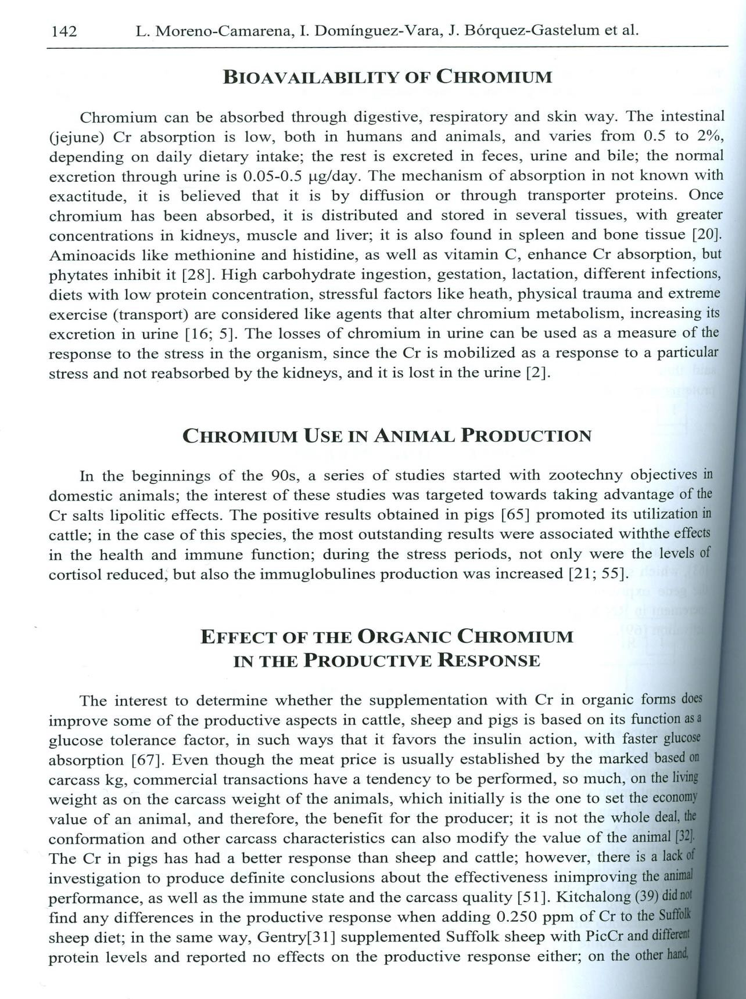 142 L. Moreno-Camarena, I. Domínguez-Vara, J. Bórquez-Gastelum et al.
BIOAVAILABILITY OF CHROMIUM
Chromium can be absorbed through digestive, respiratory and skin way. The intestinal
(jejune) Cr absorption is low, both in humans and animals, and varies from 0.5 to 2%,
depending on daily dietary intake; the rest is excreted in feces, urine and bile; the normal
excretion through urine is 0.05-0.5 µg/day. The mechanism of absorption in not known with
exactitude, it is believed that it is by diffusion or through transporter proteins. Once
chromium has been absorbed, it is distributed and stored in several tissues, with greater
concentrations in kidneys, muscle and liver; it is also found in spleen and bone tissue [20].
Aminoacids like methionine and histidine, as well as vitamin C, enhance Cr absorption, but
phytates inhibit it [28]. High carbohydrate ingestion, gestation, lactation, different infections,
diets with low protein concentration, stressful factors like heath, physical trauma and extreme
exercise (transport) are considered like agents that alter chromium metabolism, increasing its
excretion in urine [16; 5]. The losses of chromium in urine can be used as a measure of the
response to the stress in the organism, since the Cr is mobilized as a response to a particular
stress and not reabsorbed by the kidneys, and it is lost in the urine [2].
CHROMIUM USE IN ANIMAL PRODUCTION
In the beginnings of the 90s, a series of studies started with zootechny objectives in
domestic animals; the interest of these studies was targeted towards taking advantage of the
Cr salts lipolitic effects. The positive results obtained in pigs [65] promoted its utilization in
cattle; in the case of this species, the most outstanding results were associated withthe effects
in the health and immune function; during the stress periods, not only were the levels of
cortisol reduced, but also the immuglobulines production was increased [21; 55].
EFFECT OF THE ORGANIC CHROMIUM
IN THE PRODUCTIVE RESPONSE
The interest to determine whether the supplementation with Cr in organic forms does
improve some of the productive aspects in cattle, sheep and pigs is based on its function as a
glucose tolerance factor, in such ways that it favors the insulin action, with faster glucose
absorption [67]. Even though the meat price is usually established by the marked based on
carcass kg, commercial transactions have a tendency to be performed, so much, on the living
weight as on the carcass weight of the animals, which initially is the one to set the economy
value of an animal, and therefore, the benefit for the producer; it is not the whole deal, the
conformation and other carcass characteristics can also modify the value of the animal [32].
The Cr in pigs has had a better response than sheep and cattle; however, there is a lack of
investigation to produce definite conclusions about the effectiveness inimproving the animal
performance, as well as the immune state and the carcass quality [51]. Kitchalong (39) did not
find any differences in the productive response when adding 0.250 ppm of Cr to the Suffolk
sheep diet; in the same way, Gentry[31] supplemented Suffolk sheep with PicCr and different
protein levels and reported no effects on the productive response either; on the other hand,